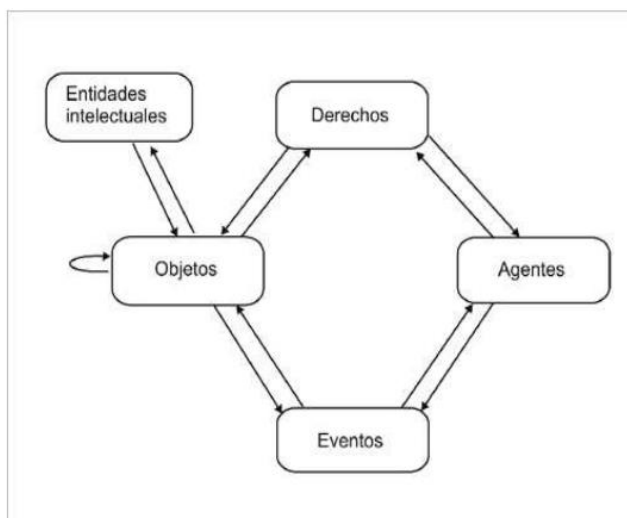 Entidades
intelectuales
Derechos
Objetos
Agentes
Eventos